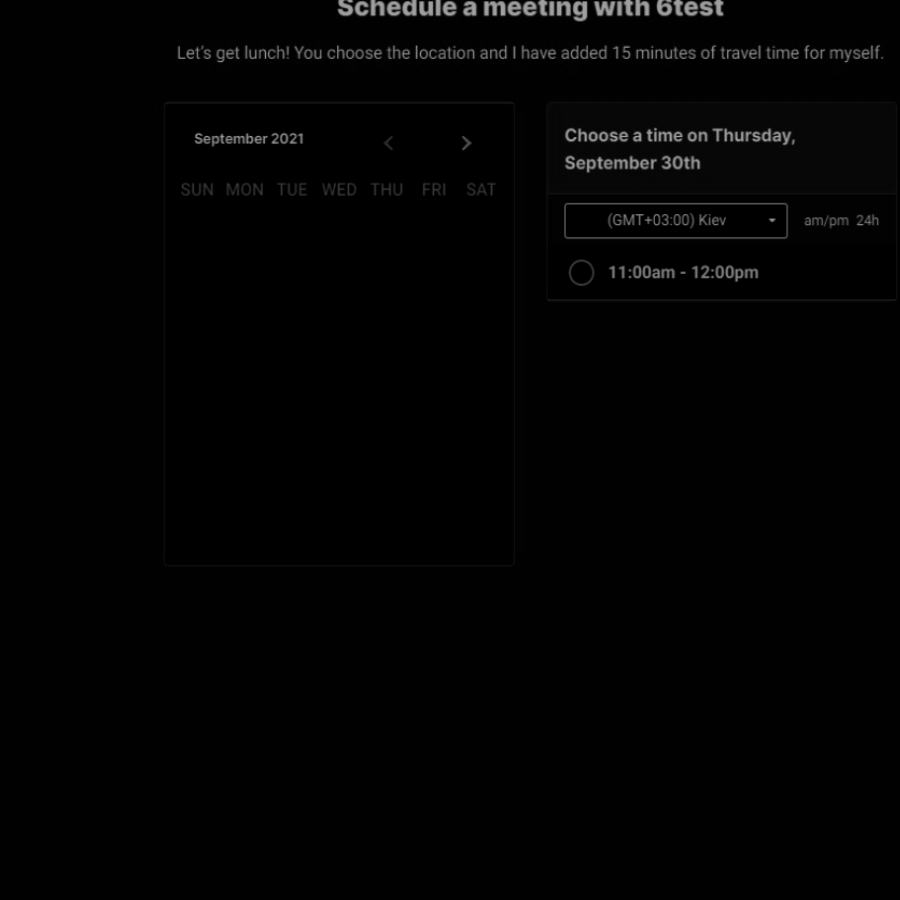 Schedule a meeting with 6test
Let's get lunch! You choose the location and I have added 15 minutes of travel time for myself.
September 2021
SUN MON TUE WED THU FRI SAT
Choose a time on Thursday,
September 30th
(GMT+03:00) Kiev
am/pm 24h
11:00am - 12:00pm